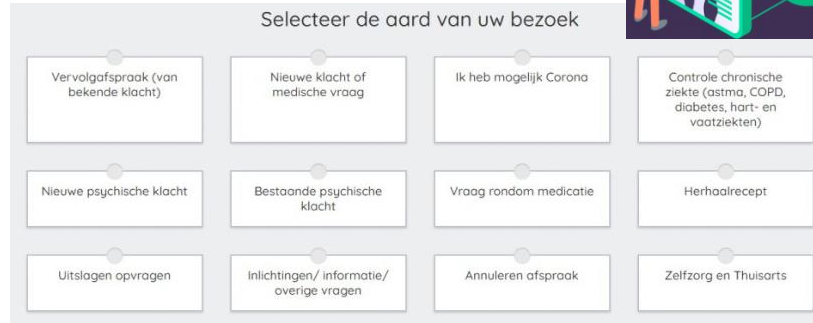 Selecteer de aard van uw bezoek
Vervolgafspraak (van
bekende klacht)
Nieuwe klacht of
medische vraag
Ik heb mogelijk Corona
Controle chronische
ziekte (astma, COPD,
diabetes, hart- en
vaatziekten)
Nieuwe psychische klacht
Bestaande psychische
klacht
Vraag rondom medicatie
Herhaalrecept
Uitslagen opvragen
Inlichtingen/ informatie/
overige vragen
Annuleren afspraak
Zelfzorg en Thuisarts